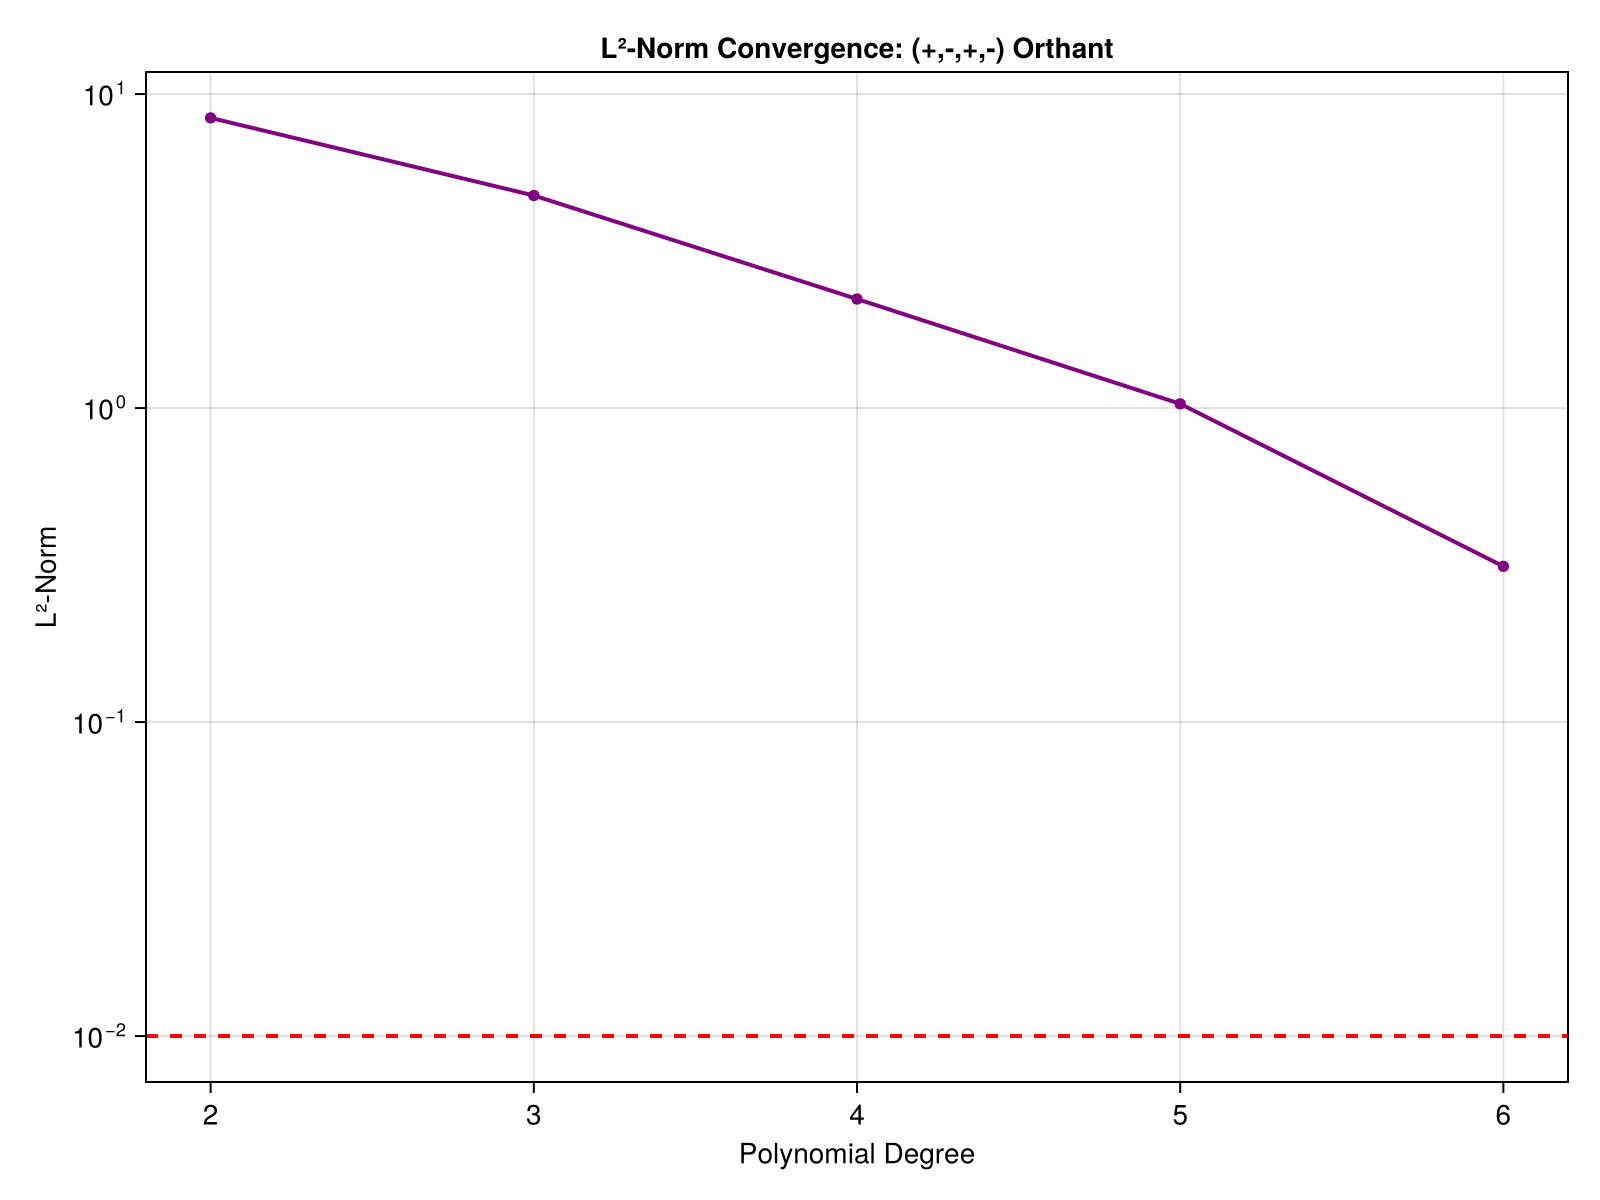 L²-Norm Convergence: (+,-,+,-) Orthant
10¹
10⁰
10⁻¹
10⁻²
L²-Norm
2 3 4 5 6
Polynomial Degree